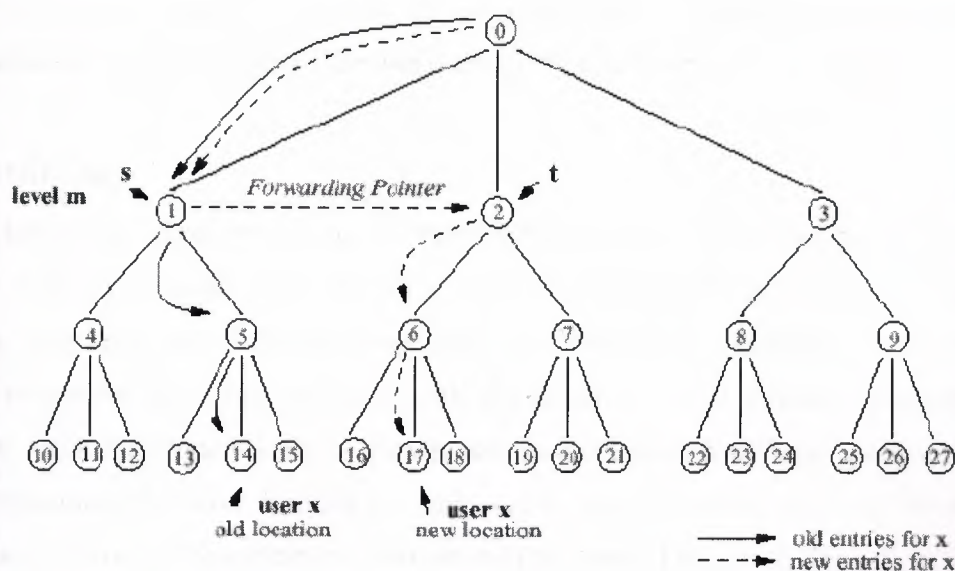 0
s
level m
Forwarding Pointer
t
1
2
3
4
5
6
7
8
9
10
11
12
13
14
15
16
17
18
19
20
21
22
23
24
25
26
27
user x
old location
user x
new location
old entries for x
new entries for x